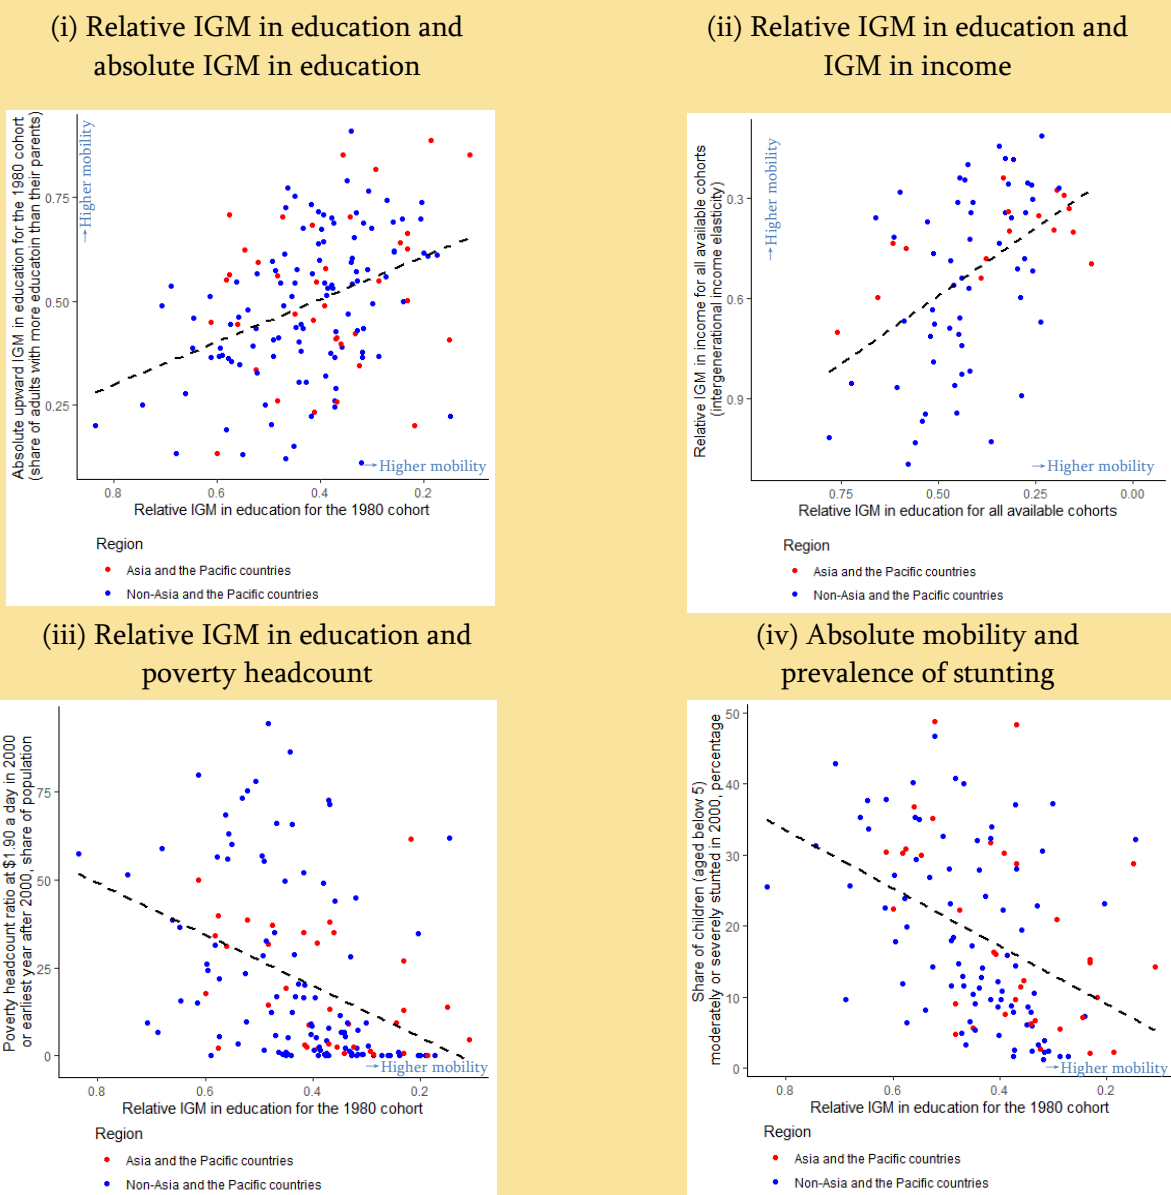 (i) Relative IGM in education and
absolute IGM in education
Absolute upward IGM in education for the 1980 cohort
(share of adults with more educatoin than their parents)
→Higher mobility
0.75
0.50
0.25
→Higher mobility
0.8 0.6 0.4 0.2
Relative IGM in education for the 1980 cohort
Region
Asia and the Pacific countries
Non-Asia and the Pacific countries
(ii) Relative IGM in education and
IGM in income
Relative IGM in income for all available cohorts
(intergenerational income elasticity)
→Higher mobility
0.3
0.6
0.9
→Higher mobility
0.75 0.50 0.25 0.00
Relative IGM in education for all available cohorts
Region
Asia and the Pacific countries
Non-Asia and the Pacific countries
(iii) Relative IGM in education and
poverty headcount
Poverty headcount ratio at $1.90 a day in 2000
or earliest year after 2000, share of population
75
50
25
0
→Higher mobility
0.8 0.6 0.4 0.2
Relative IGM in education for the 1980 cohort
Region
Asia and the Pacific countries
Non-Asia and the Pacific countries
(iv) Absolute mobility and
prevalence of stunting
Share of children (aged below 5)
moderately or severely stunted in 2000, percentage
50
40
30
20
10
0
→Higher mobility
0.8 0.6 0.4 0.2
Relative IGM in education for the 1980 cohort
Region
Asia and the Pacific countries
Non-Asia and the Pacific countries